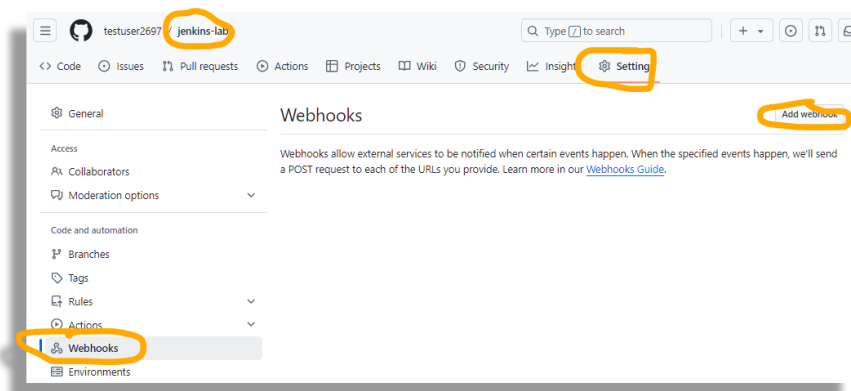 testuser2697 / jenkins-lab
Type / to search
Code Issues Pull requests Actions Projects Wiki Security Insight Setting
General
Access
Collaborators
Moderation options
Code and automation
Branches
Tags
Rules
Actions
Webhooks
Environments
Webhooks
Add webhook
Webhooks allow external services to be notified when certain events happen. When the specified events happen, we'll send
a POST request to each of the URLs you provide. Learn more in our Webhooks Guide.